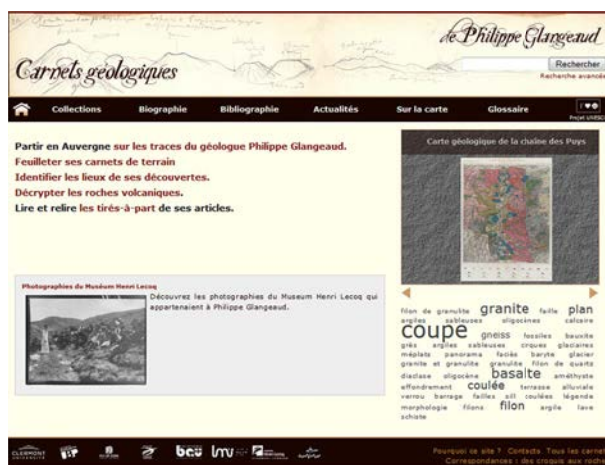 de Philippe Glangeaud
Carnets géologiques
Rechercher
Recherche avancée
Collections Biographie Bibliographie Actualités Sur la carte Glossaire
Projet UNESCO
Partir en Auvergne sur les traces du géologue Philippe Glangeaud.
Feuilleter ses carnets de terrain
Identifier les lieux de ses découvertes.
Décrypter les roches volcaniques.
Lire et relire les tirés-à-part de ses articles.
Photographies du Muséum Henri Lecoq
Découvrez les photographies du Museum Henri Lecoq qui
appartenaient à Philippe Glangeaud.
Carte géologique de la chaîne des Puys
filon de granulite granite faille plan
argiles sableuses oligocènes calcaire
coupe gneiss fossiles bauxite
grès argiles sableuses cirques glaciaires
méplats panorama faciès baryte glacier
granite et granulite granulite filon de quartz
diaclase oligocène basalte améthyste
effondrement coulée terrasse alluviale
verrou barrage failles sill coulées légende
morphologie filons filon argile lave
schiste
CLERMONT
UNIVERSITÉ
bcu
lmv
Pourquoi ce site ? Contacts Tous les carne
Correspondances : des croquis aux roche